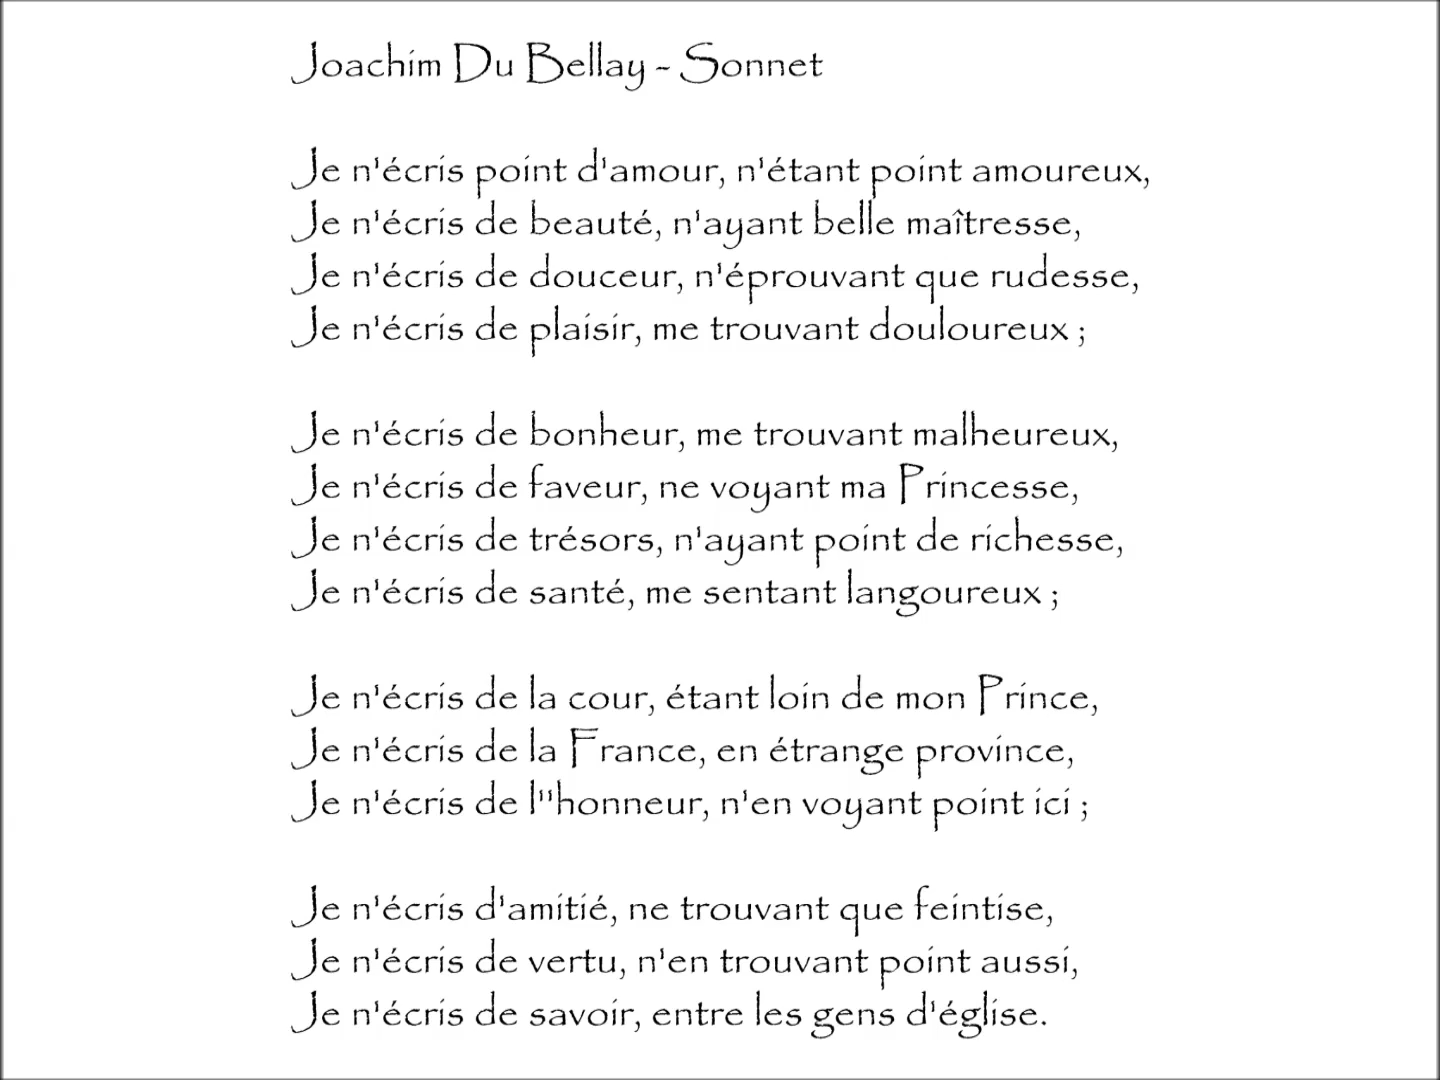 Joachim Du Bellay - Sonnet
Je n'écris point d'amour, n'étant point amoureux,
Je n'écris de beauté, n'ayant belle maîtresse,
Je n'écris de douceur, n'éprouvant que rudesse,
Je n'écris de plaisir, me trouvant douloureux ;
Je n'écris de bonheur, me trouvant malheureux,
Je n'écris de faveur, ne voyant ma Princesse,
Je n'écris de trésors, n'ayant point de richesse,
Je n'écris de santé, me sentant langoureux ;
Je n'écris de la cour, étant loin de mon Prince,
Je n'écris de la France, en étrange province,
Je n'écris de l''honneur, n'en voyant point ici ;
Je n'écris d'amitié, ne trouvant que feintise,
Je n'écris de vertu, n'en trouvant point aussi,
Je n'écris de savoir, entre les gens d'église.